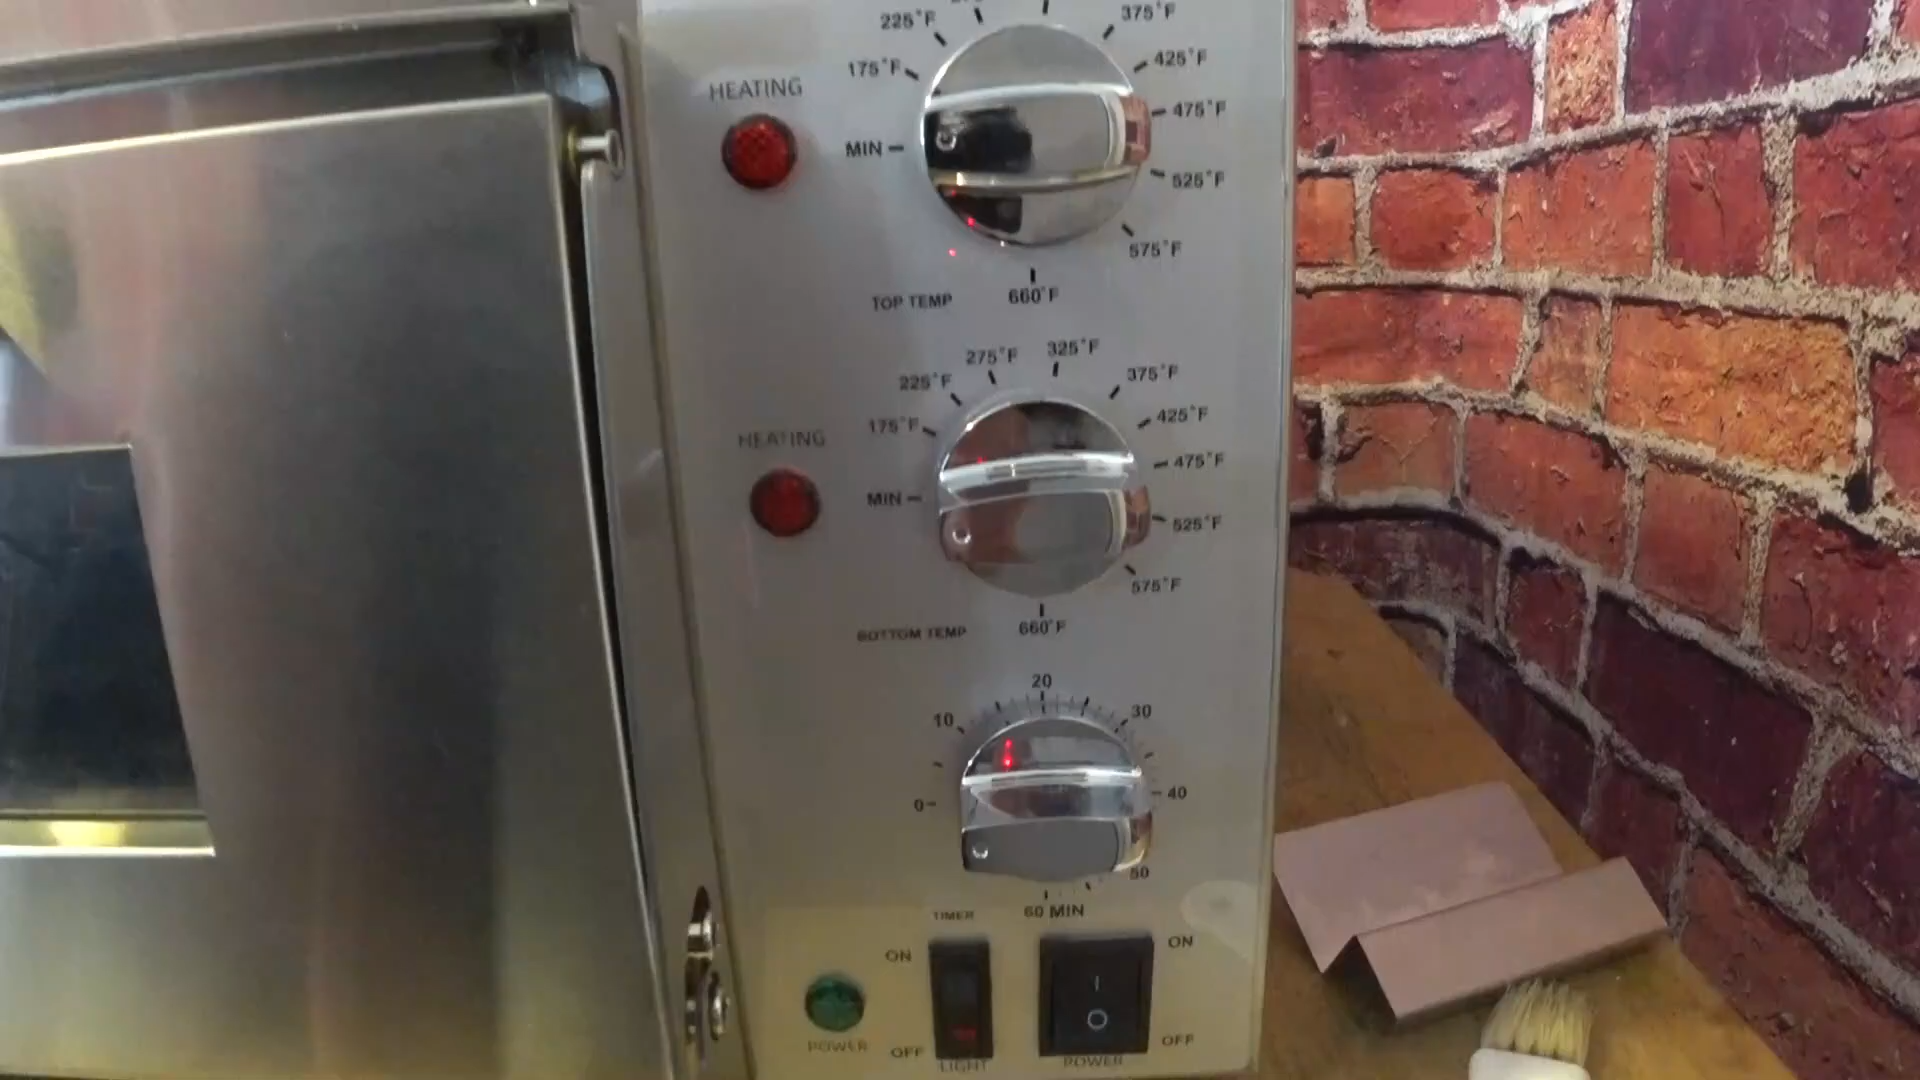 375°F
225°F
425°F
175°F
HEATING
475°F
MIN
525°F
575°F
660°F
TOP TEMP
325°F
275°F
375°F
225°F
425°F
175°F
HEATING
475°F
MIN
525°F
575°F
660°F
BOTTOM TEMP
20
10
30
0
40
50
60 MIN
TIMER
ON
ON
I
O
OFF
OFF
POWER
LIGHT
POWER